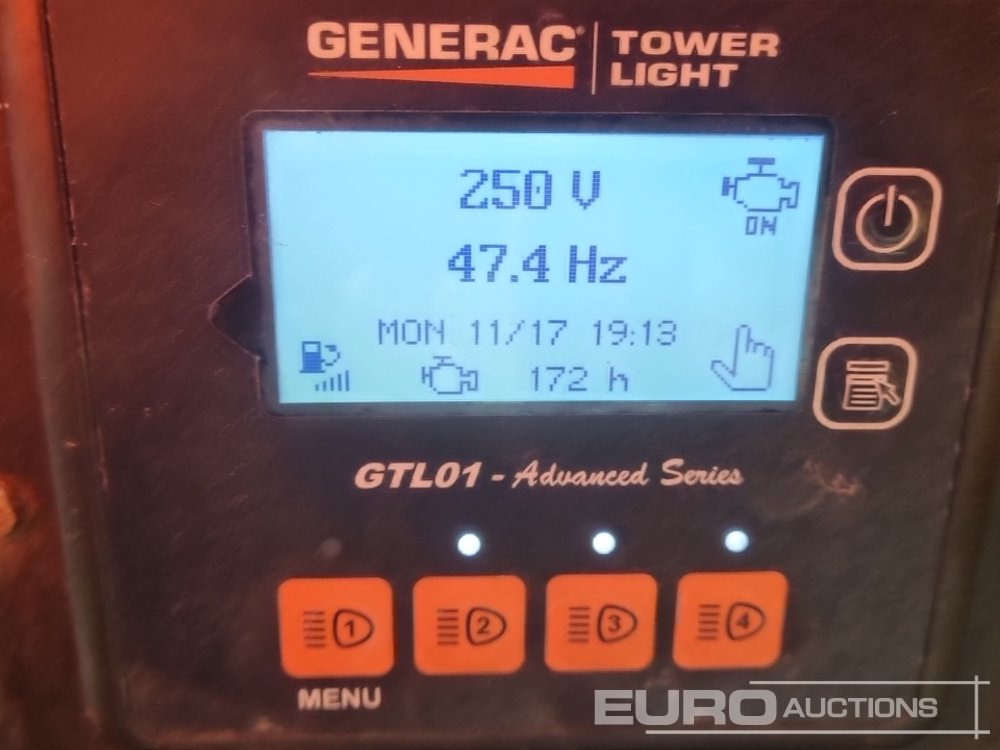 GENERAC
TOWER
LIGHT
250 V
ON
47.4 Hz
MON 11/17 19:13
172 h
GTL01 - Advanced Series
1
2
3
4
MENU
EURO AUCTIONS